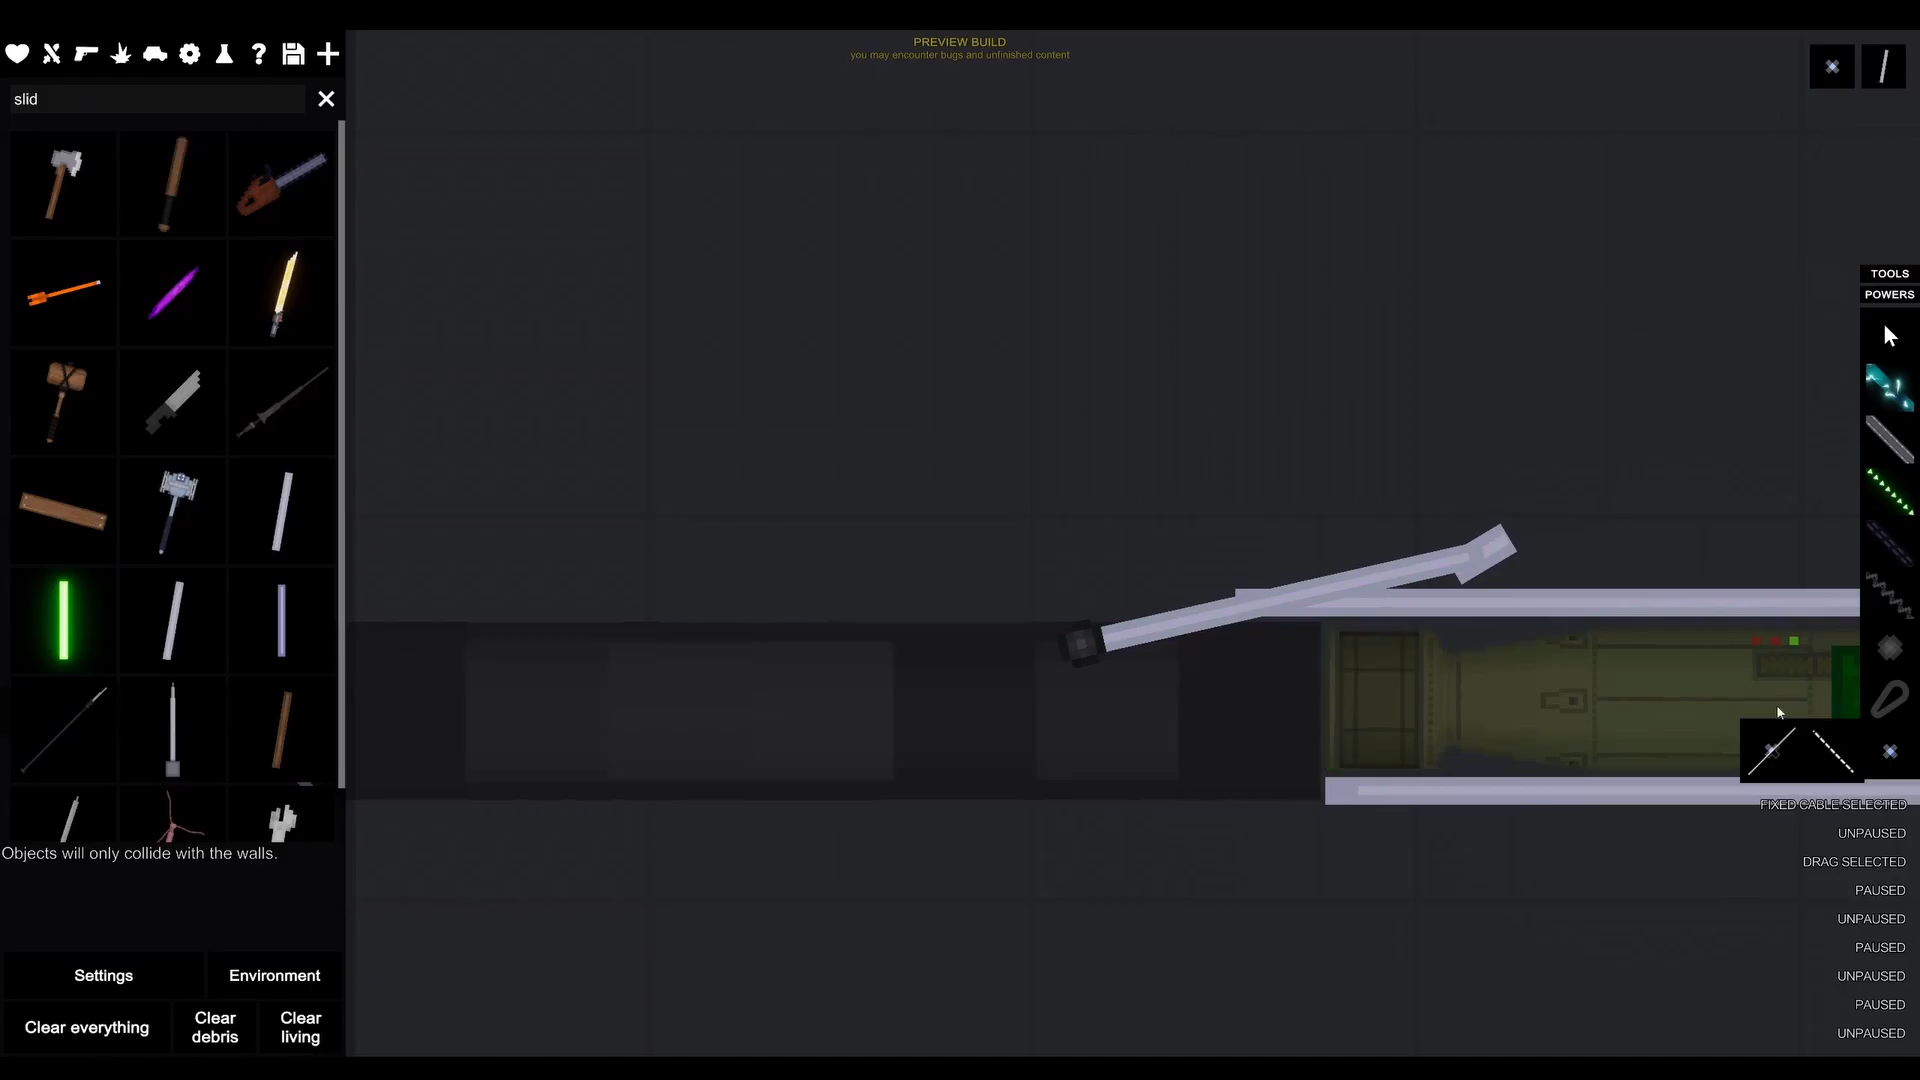 PREVIEW BUILD
you may encounter bugs and unfinished content
slid
TOOLS
POWERS
FIXED CABLE SELECTED
UNPAUSED
DRAG SELECTED
PAUSED
UNPAUSED
PAUSED
UNPAUSED
PAUSED
UNPAUSED
Objects will only collide with the walls.
Settings
Environment
Clear everything
Clear
debris
Clear
living